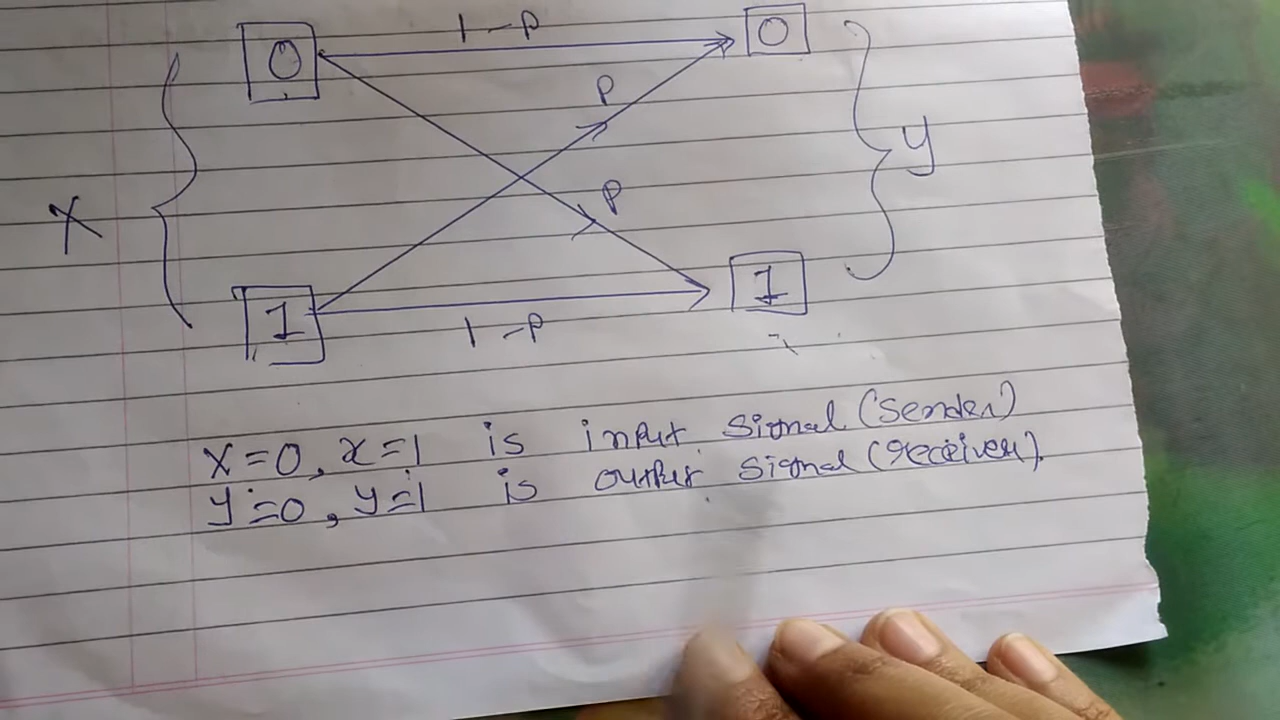 1-P
0 0
P
X P y
1 1
1-P
X=0, x=1 is input signal (sender)
y=0, y=1 is output signal (receiver).